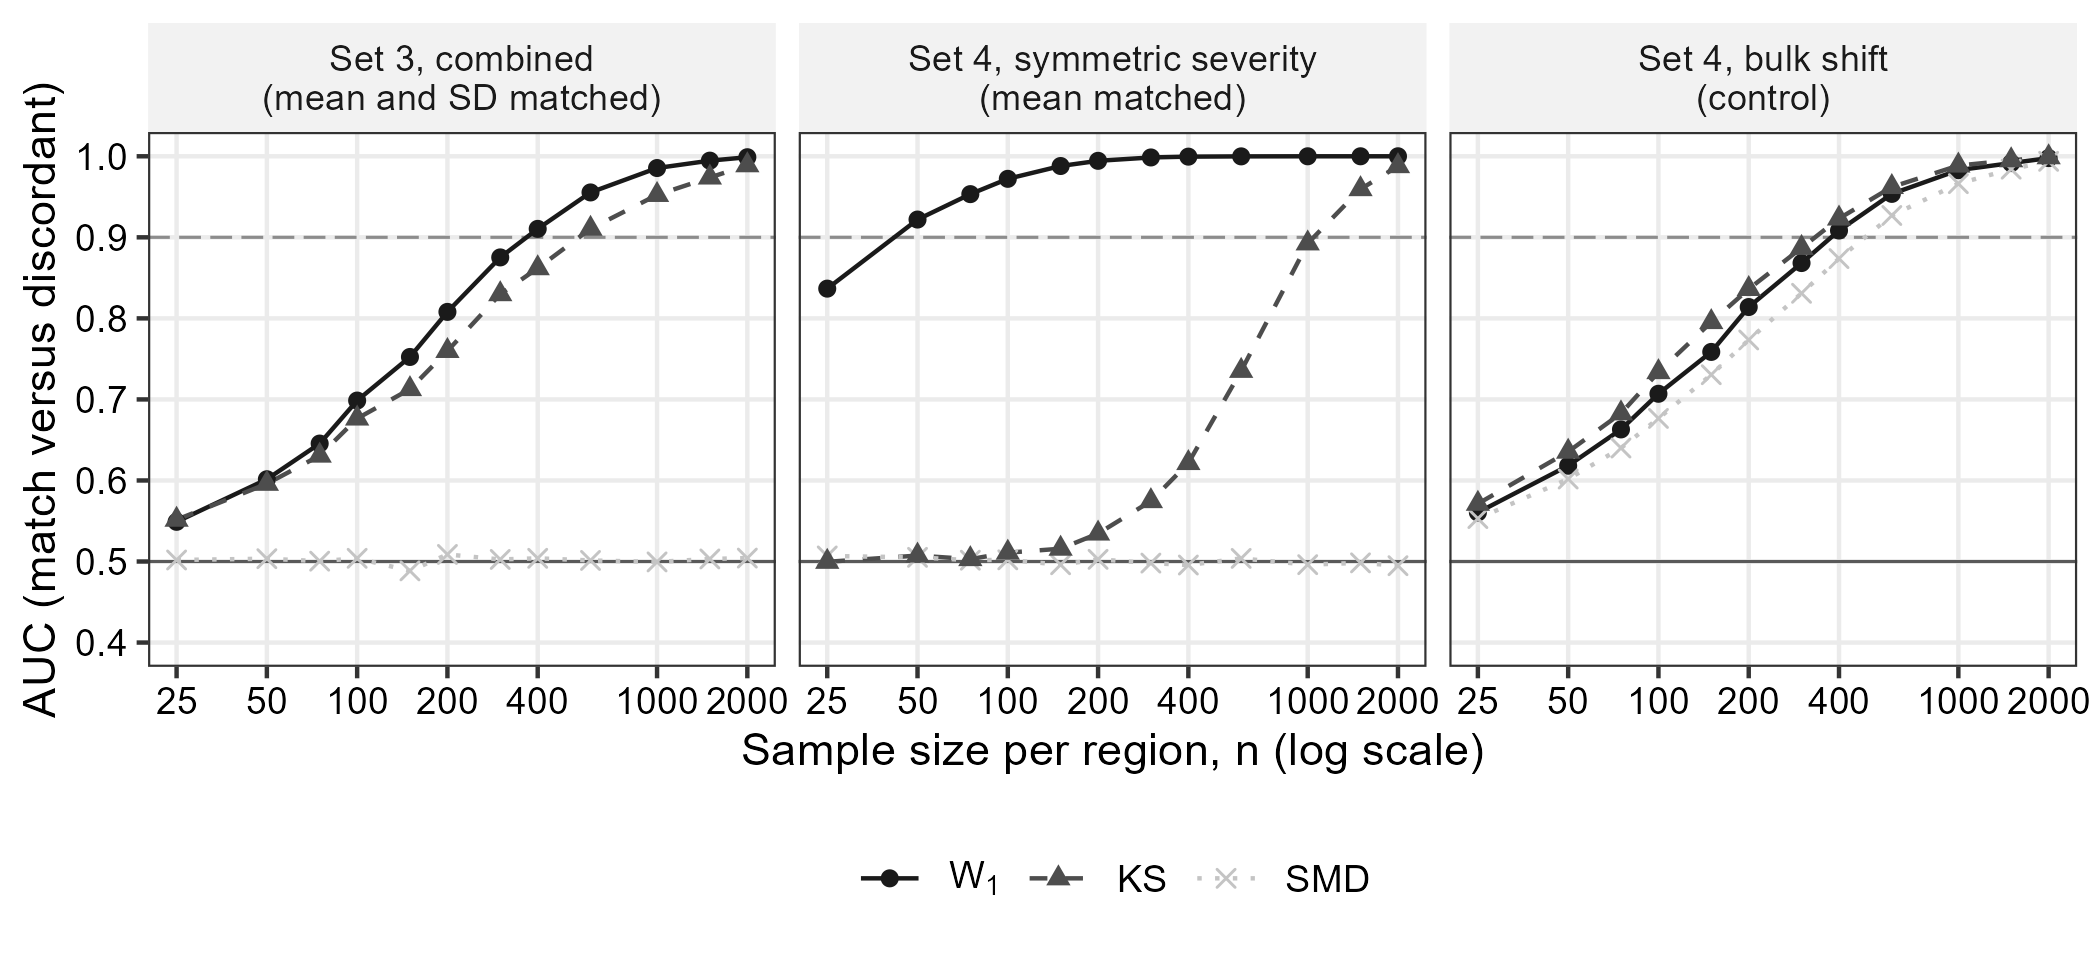 Set 3, combined
(mean and SD matched)
Set 4, symmetric severity
(mean matched)
Set 4, bulk shift
(control)
AUC (match versus discordant)
1.0
0.9
0.8
0.7
0.6
0.5
0.4
25 50 100 200 400 1000 2000 25 50 100 200 400 1000 2000 25 50 100 200 400 1000 2000
Sample size per region, n (log scale)
W₁ KS SMD